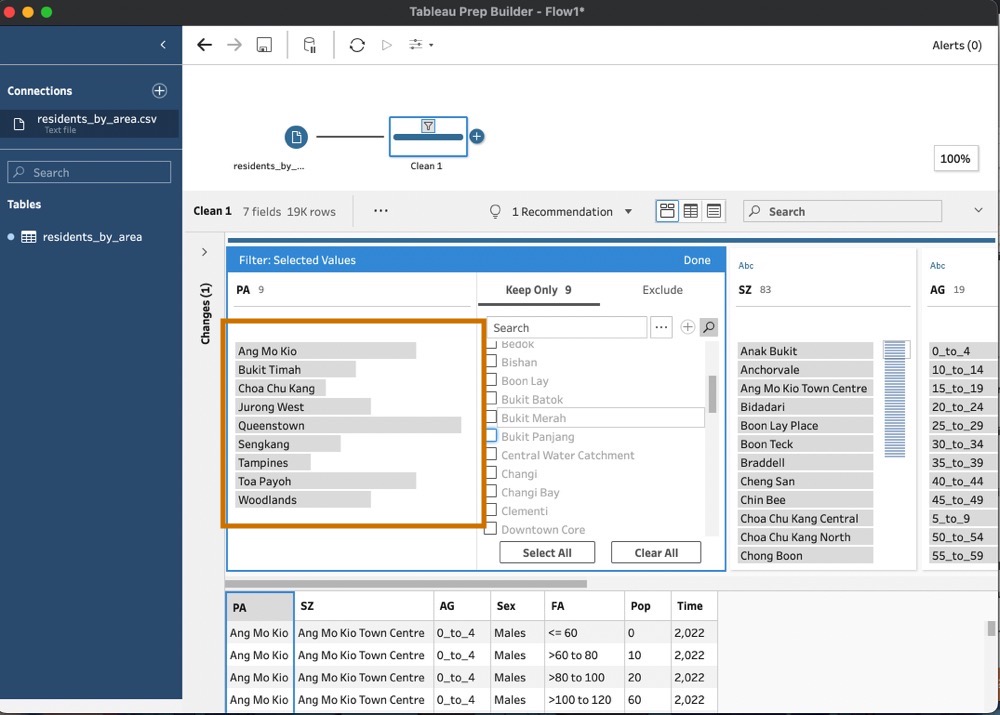 Tableau Prep Builder - Flow1*
Alerts (0)
Connections
residents_by_area.csv
Text file
Search
Tables
residents_by_area
residents_by_...
Clean 1
100%
Clean 1 7 fields 19K rows ...
1 Recommendation
Search
Changes (1)
Filter: Selected Values Done
PA 9
Keep Only 9 Exclude
Search ...
Ang Mo Kio
Bukit Timah
Choa Chu Kang
Jurong West
Queenstown
Sengkang
Tampines
Toa Payoh
Woodlands
Bedok
Bishan
Boon Lay
Bukit Batok
Bukit Merah
Bukit Panjang
Central Water Catchment
Changi
Changi Bay
Clementi
Downtown Core
Select All Clear All
Abc
SZ 83
Anak Bukit
Anchorvale
Ang Mo Kio Town Centre
Bidadari
Boon Lay Place
Boon Teck
Braddell
Cheng San
Chin Bee
Choa Chu Kang Central
Choa Chu Kang North
Chong Boon
Abc
AG 19
0_to_4
10_to_14
15_to_19
20_to_24
25_to_29
30_to_34
35_to_39
40_to_44
45_to_49
5_to_9
50_to_54
55_to_59
PA SZ AG Sex FA Pop Time
Ang Mo Kio Ang Mo Kio Town Centre 0_to_4 Males <= 60 0 2,022
Ang Mo Kio Ang Mo Kio Town Centre 0_to_4 Males >60 to 80 10 2,022
Ang Mo Kio Ang Mo Kio Town Centre 0_to_4 Males >80 to 100 20 2,022
Ang Mo Kio Ang Mo Kio Town Centre 0_to_4 Males >100 to 120 60 2,022